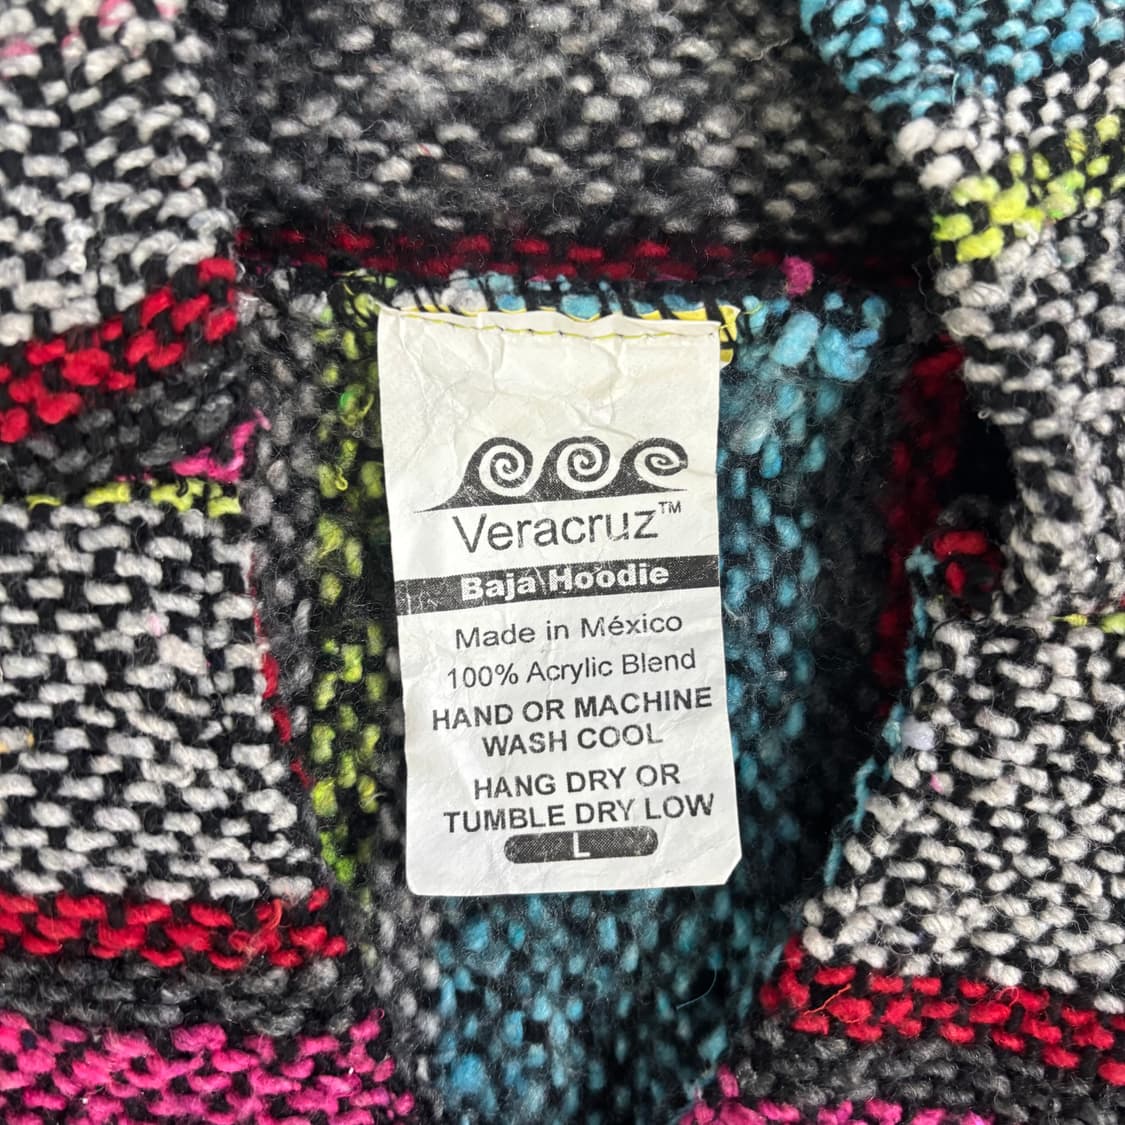 Veracruz™
Baja Hoodie
Made in México
100% Acrylic Blend
HAND OR MACHINE
WASH COOL
HANG DRY OR
TUMBLE DRY LOW
L